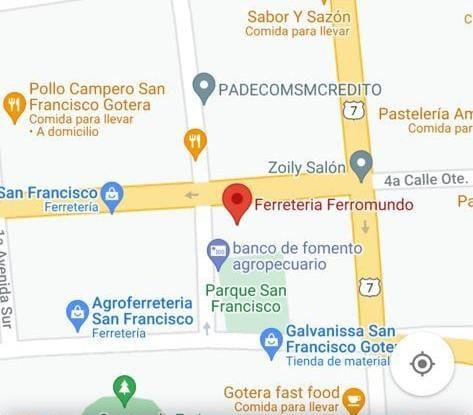 Sabor Y Sazón
Comida para llevar
Pollo Campero San
Francisco Gotera
Comida para llevar
• A domicilio
PADECOMSMCREDITO
7
Pastelería Am
Comida par
Zoily Salón
4a Calle Ote.
San Francisco
Ferretería
Ferreteria Ferromundo
Pa
1a Avenida Sur
banco de fomento
agropecuario
Parque San
Francisco
7
Agroferreteria
San Francisco
Ferretería
Galvanissa San
Francisco Goter
Tienda de material
Gotera fast food
Comida para llevar